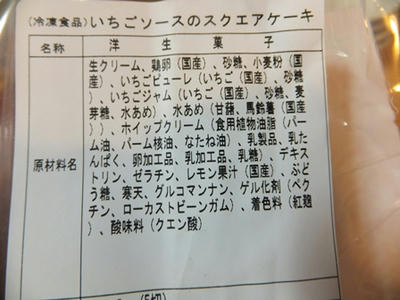 (冷凍食品)いちごソースのスクエアケーキ
名称 洋生菓子
原材料名
生クリーム、鶏卵(国産)、砂糖、小麦粉(国
産)、いちごピューレ(いちご(国産)、砂糖
)、いちごジャム(いちご(国産)、砂糖、麦
芽糖、水あめ)、水あめ(甘藷、馬鈴薯(国産
))、ホイップクリーム(食用植物油脂(パー
ム油、パーム核油、なたね油)、乳製品、乳た
んぱく、卵加工品、乳加工品、乳糖)、デキス
トリン、ゼラチン、レモン果汁(国産)、ぶど
う糖、寒天、グルコマンナン、ゲル化剤(ペク
チン、ローカストビーンガム)、着色料(紅麹
)、酸味料(クエン酸)